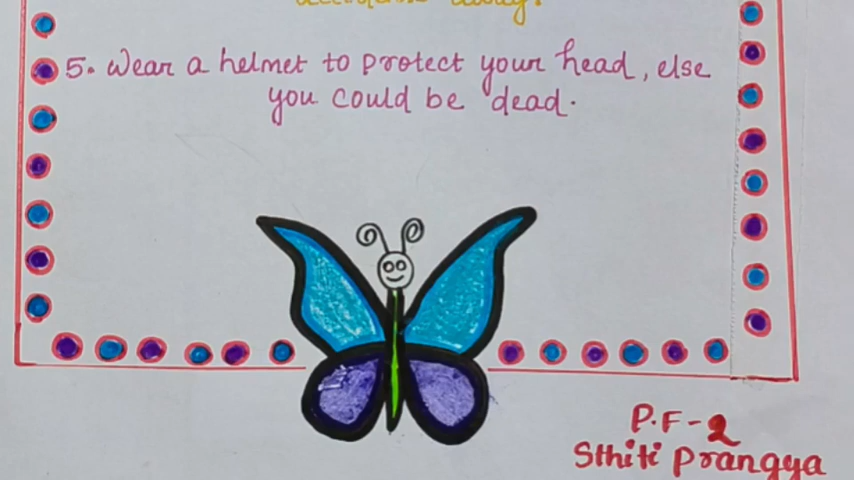 5. Wear a helmet to protect your head, else
you could be dead.
P.F-2
Sthiti Prangya